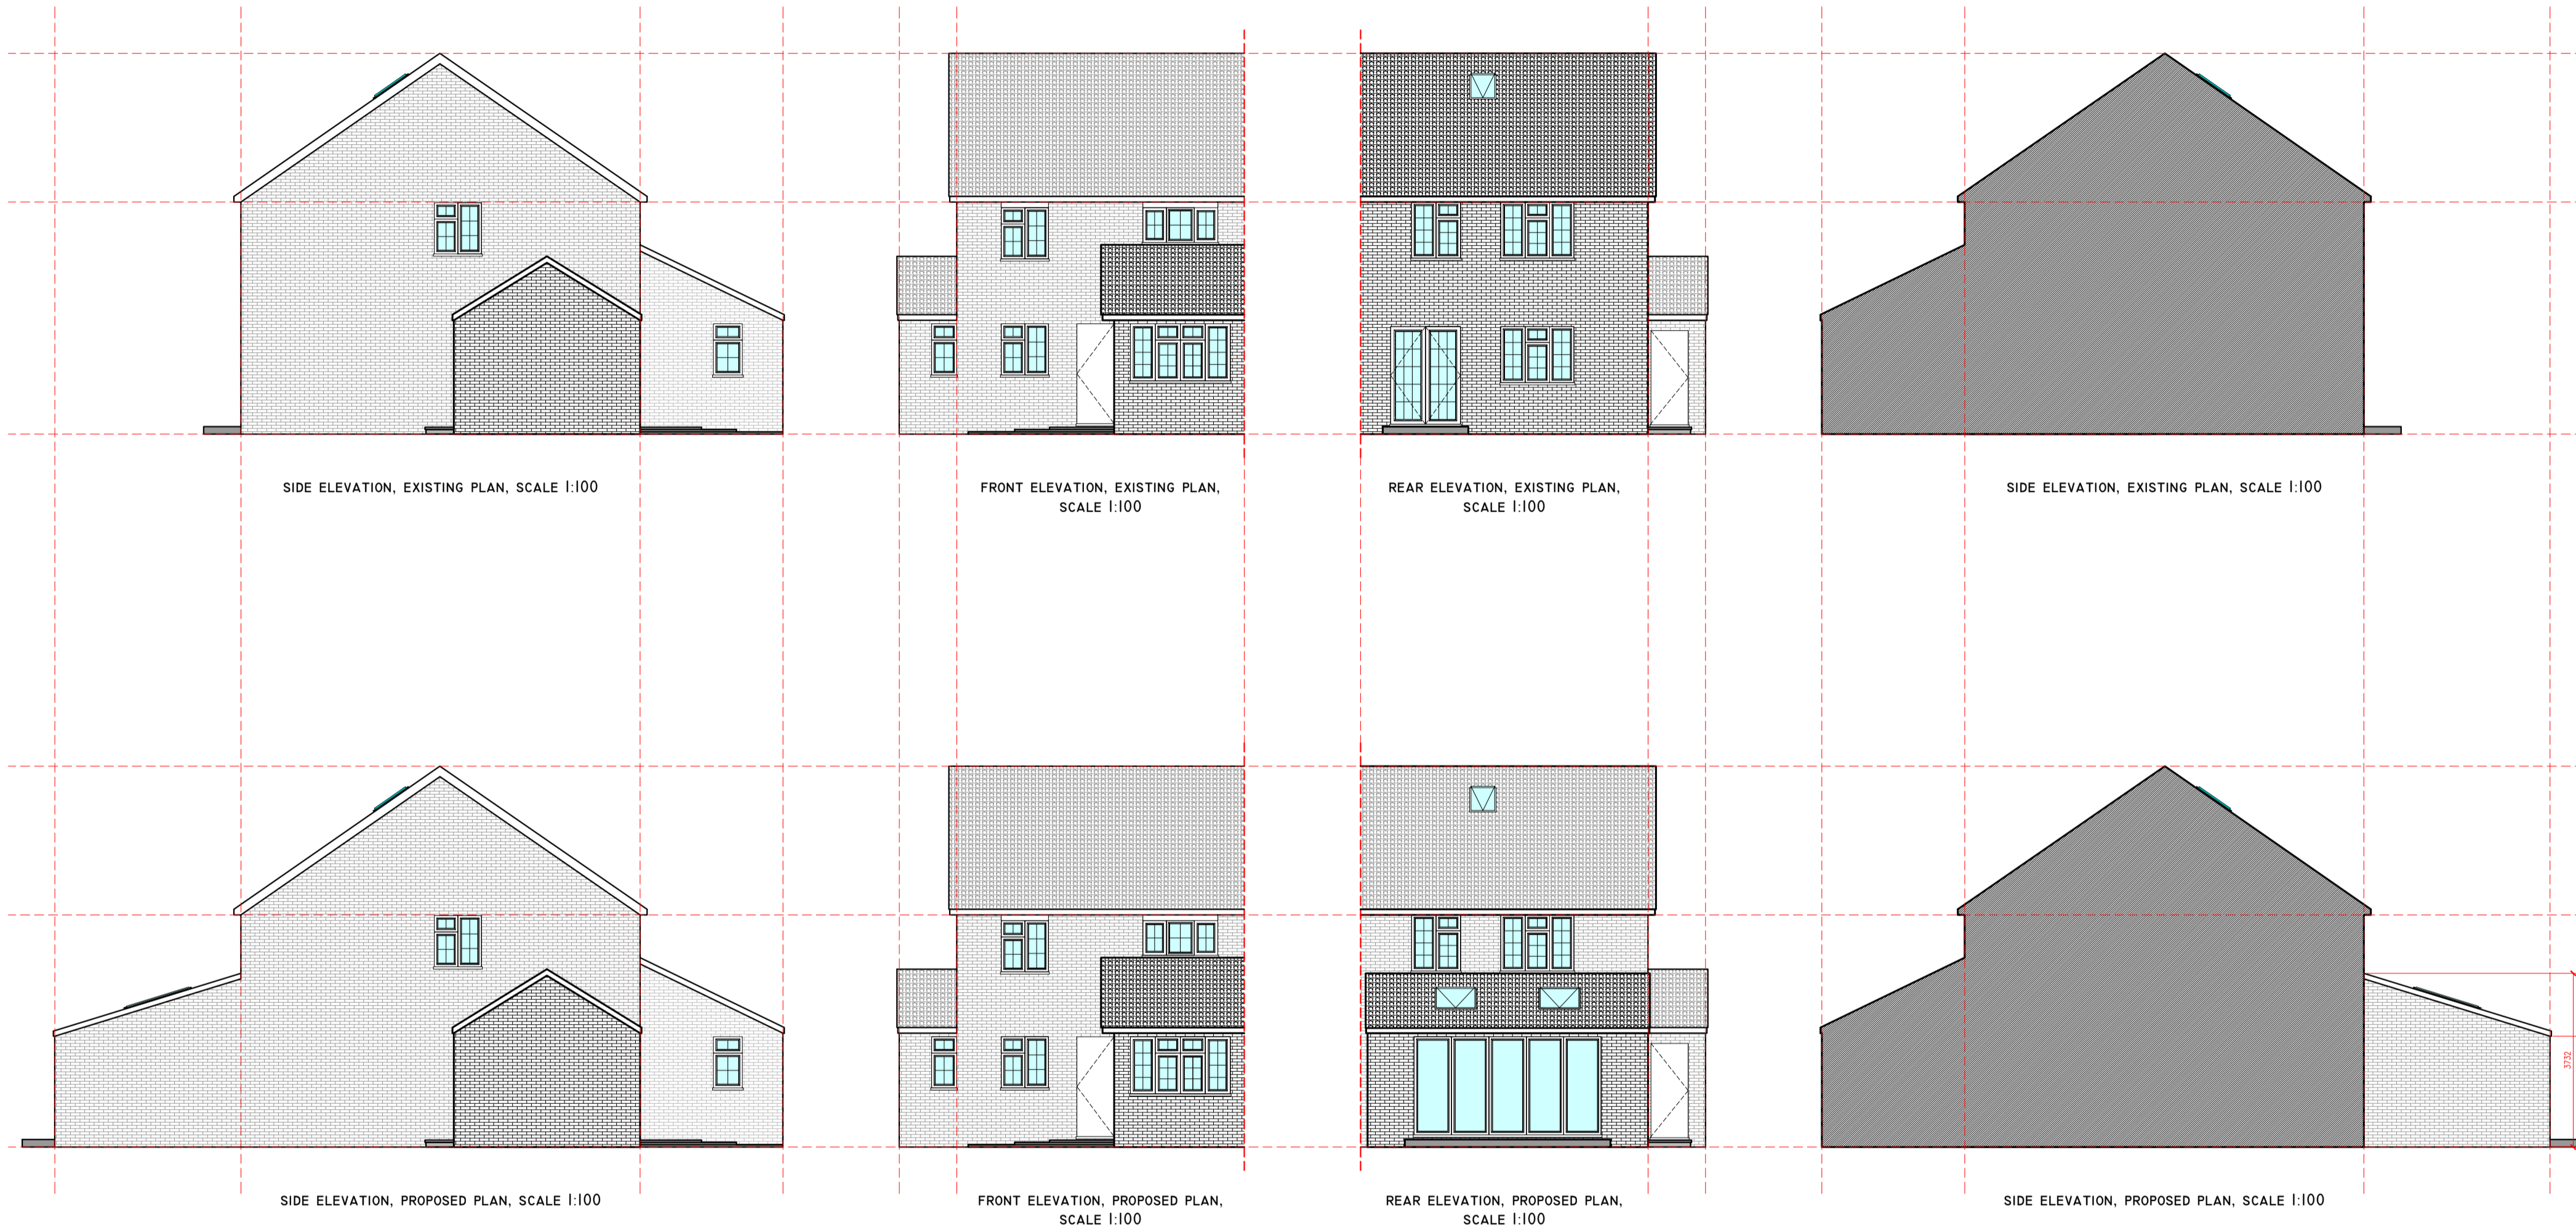 SIDE ELEVATION, EXISTING PLAN, SCALE 1:100
FRONT ELEVATION, EXISTING PLAN,
SCALE 1:100
REAR ELEVATION, EXISTING PLAN,
SCALE 1:100
SIDE ELEVATION, EXISTING PLAN, SCALE 1:100
3732
SIDE ELEVATION, PROPOSED PLAN, SCALE 1:100
FRONT ELEVATION, PROPOSED PLAN,
SCALE 1:100
REAR ELEVATION, PROPOSED PLAN,
SCALE 1:100
SIDE ELEVATION, PROPOSED PLAN, SCALE 1:100